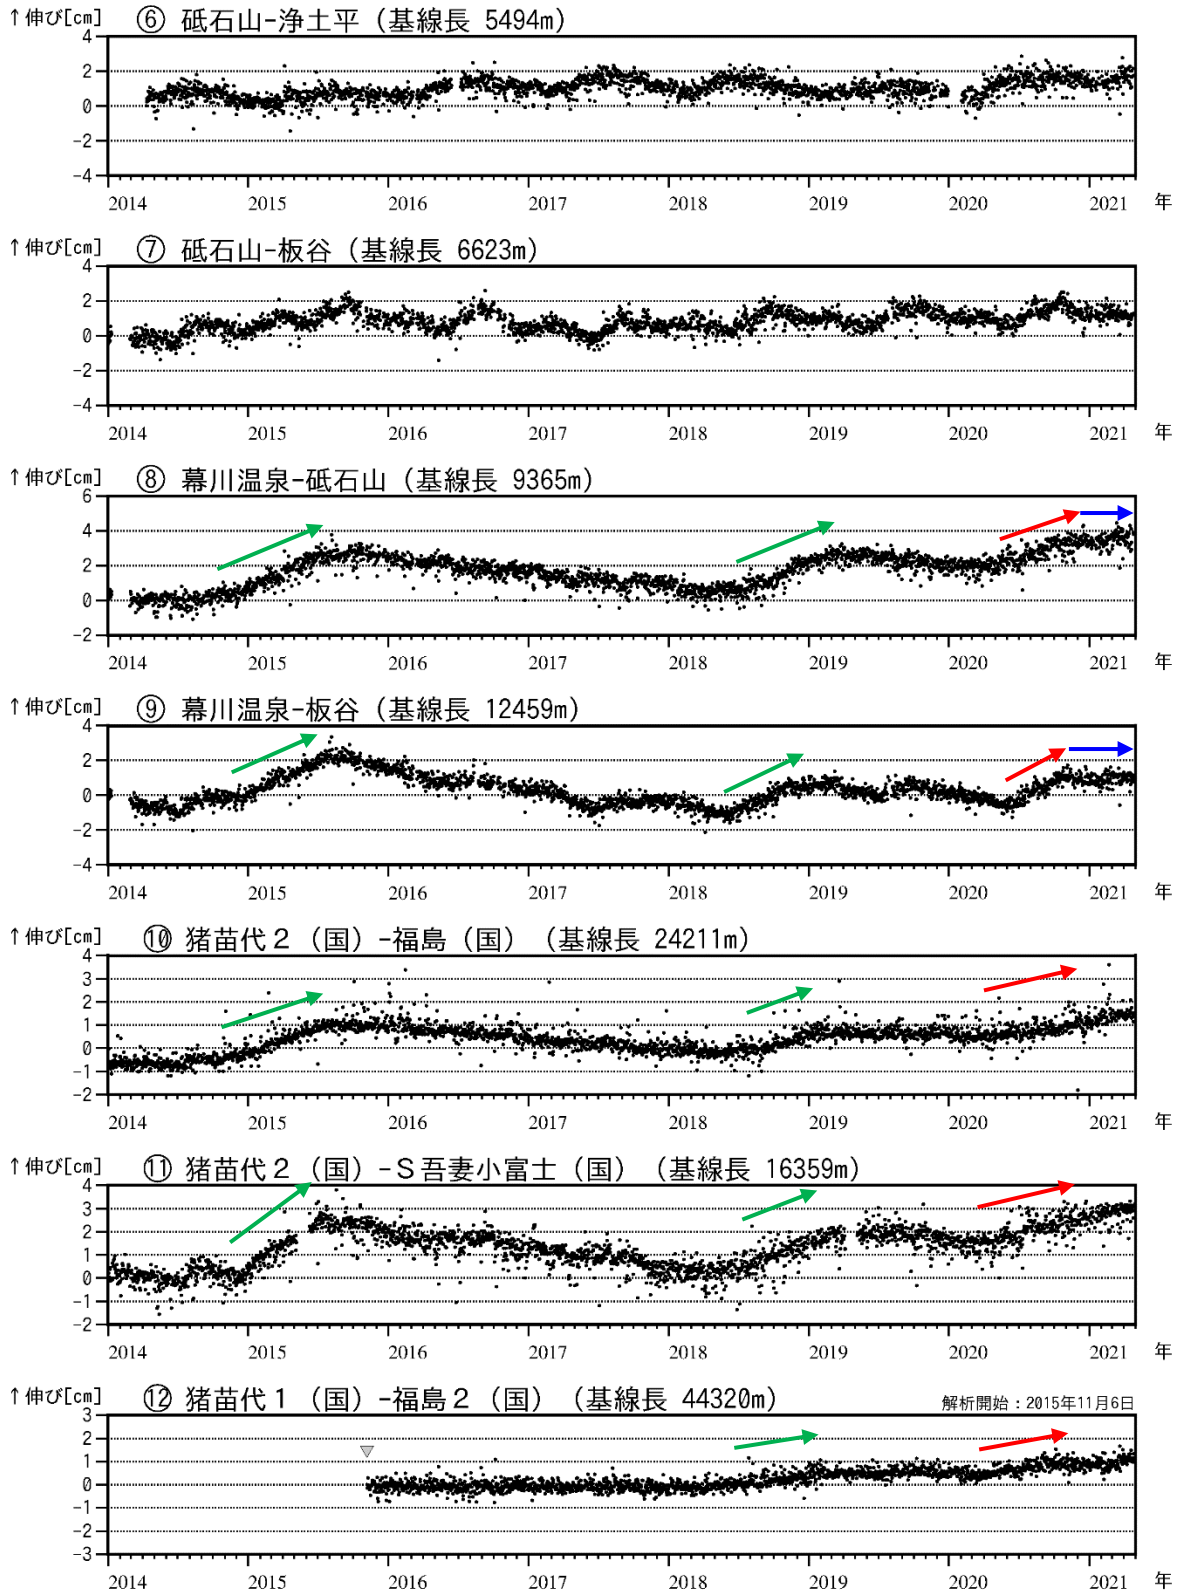 ↑伸び[cm] ⑥ 砥石山-浄土平（基線長 5494m）
4
2
0
-2
-4
2014 2015 2016 2017 2018 2019 2020 2021 年
↑伸び[cm] ⑦ 砥石山-板谷（基線長 6623m）
4
2
0
-2
-4
2014 2015 2016 2017 2018 2019 2020 2021 年
↑伸び[cm] ⑧ 幕川温泉-砥石山（基線長 9365m）
6
4
2
0
-2
2014 2015 2016 2017 2018 2019 2020 2021 年
↑伸び[cm] ⑨ 幕川温泉-板谷（基線長 12459m）
4
2
0
-2
-4
2014 2015 2016 2017 2018 2019 2020 2021 年
↑伸び[cm] ⑩ 猪苗代２（国）-福島（国）（基線長 24211m）
4
3
2
1
0
-1
-2
2014 2015 2016 2017 2018 2019 2020 2021 年
↑伸び[cm] ⑪ 猪苗代２（国）-Ｓ吾妻小富士（国）（基線長 16359m）
4
3
2
1
0
-1
-2
2014 2015 2016 2017 2018 2019 2020 2021 年
↑伸び[cm] ⑫ 猪苗代１（国）-福島２（国）（基線長 44320m） 解析開始：2015年11月6日
3
2
1
0
-1
-2
-3
2014 2015 2016 2017 2018 2019 2020 2021 年